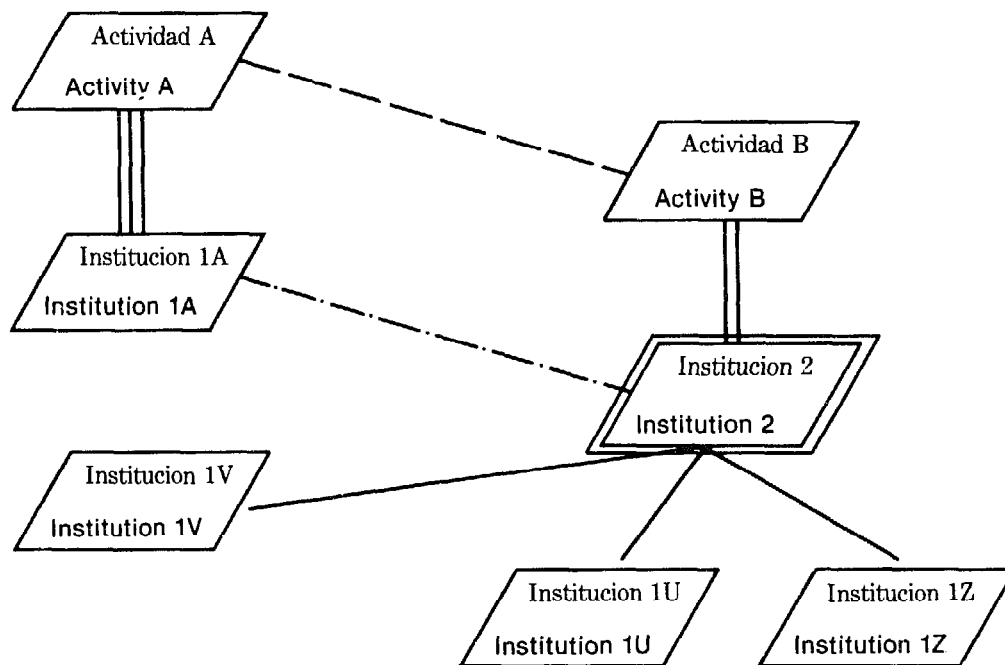 Actividad A
Activity A
Actividad B
Activity B
Institucion 1A
Institution 1A
Institucion 2
Institution 2
Institucion 1V
Institution 1V
Institucion 1U
Institution 1U
Institucion 1Z
Institution 1Z